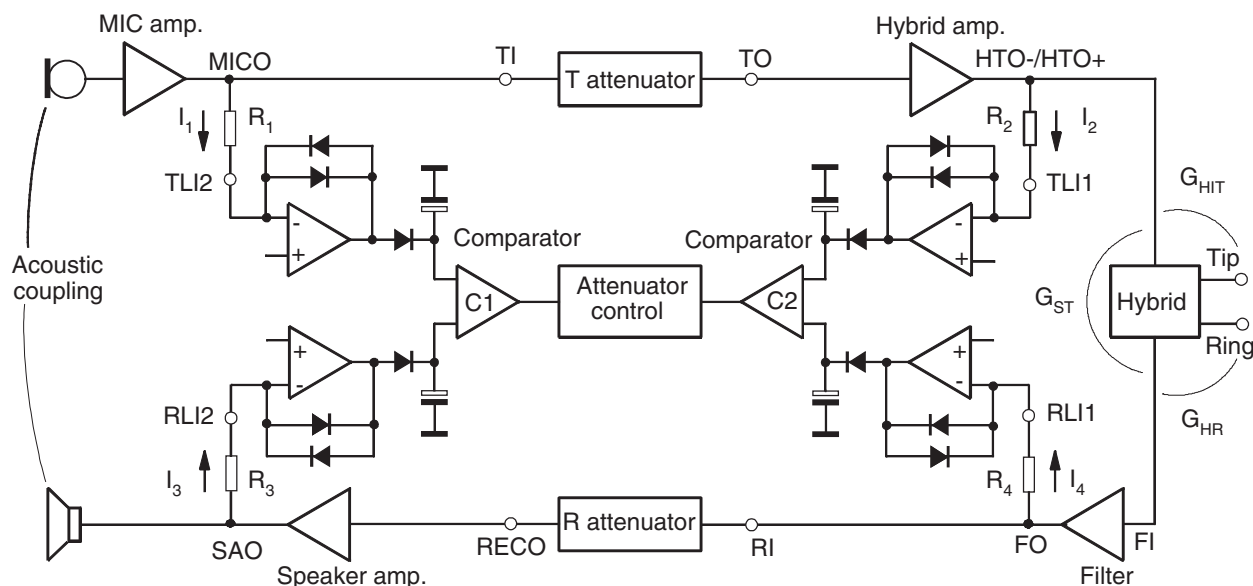 MIC amp.
Hybrid amp.
MICO
TI
T attenuator
TO
HTO-/HTO+
I1
R1
R2
I2
TLI2
TLI1
GHIT
Acoustic
coupling
-
+
Comparator
Comparator
-
+
Tip
C1
Attenuator
control
C2
GST
Hybrid
Ring
+
-
+
-
RLI2
RLI1
GHR
I3
R3
R4
I4
R attenuator
SAO
RECO
RI
FO
FI
Speaker amp.
Filter